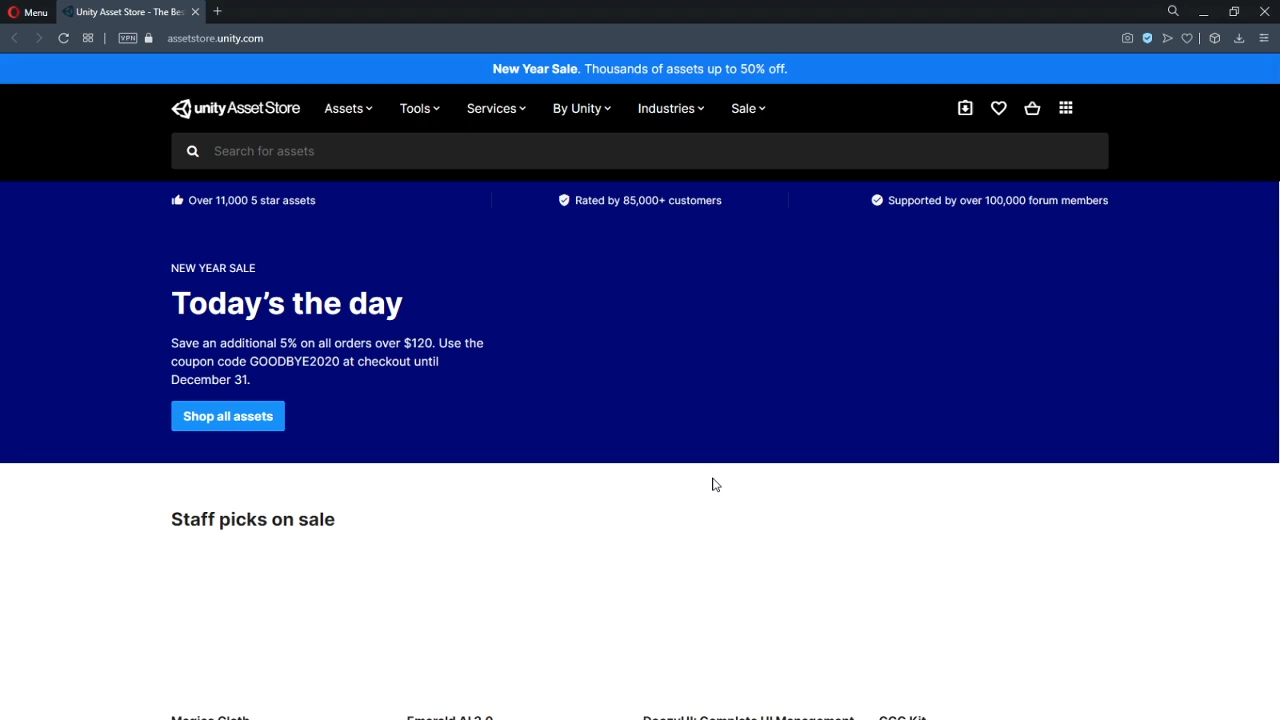 Menu
Unity Asset Store - The Bes
VPN
assetstore.unity.com
New Year Sale. Thousands of assets up to 50% off.
unity Asset Store
Assets
Tools
Services
By Unity
Industries
Sale
Search for assets
Over 11,000 5 star assets
Rated by 85,000+ customers
Supported by over 100,000 forum members
NEW YEAR SALE
Today's the day
Save an additional 5% on all orders over $120. Use the
coupon code GOODBYE2020 at checkout until
December 31.
Shop all assets
Staff picks on sale